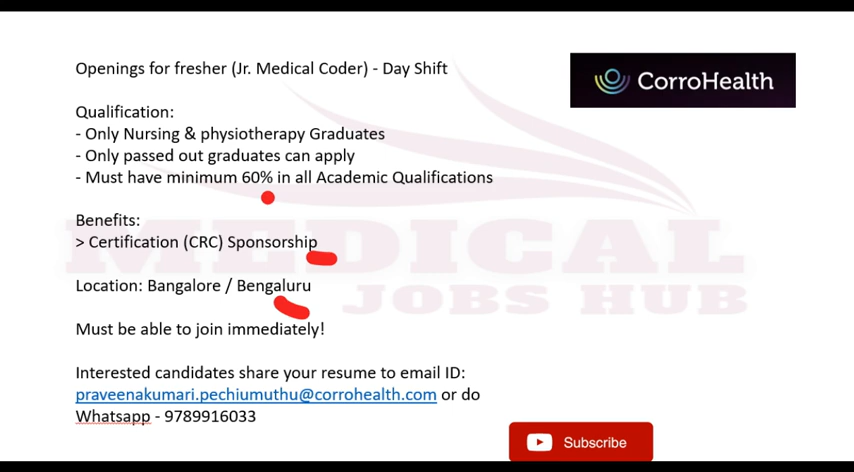 Openings for fresher (Jr. Medical Coder) - Day Shift
CorroHealth
Qualification:
- Only Nursing & physiotherapy Graduates
- Only passed out graduates can apply
- Must have minimum 60% in all Academic Qualifications
Benefits:
> Certification (CRC) Sponsorship
MEDICAL
JOBS HUB
Location: Bangalore / Bengaluru
Must be able to join immediately!
Interested candidates share your resume to email ID:
praveenakumari.pechiumuthu@corrohealth.com or do
Whatsapp - 9789916033
Subscribe